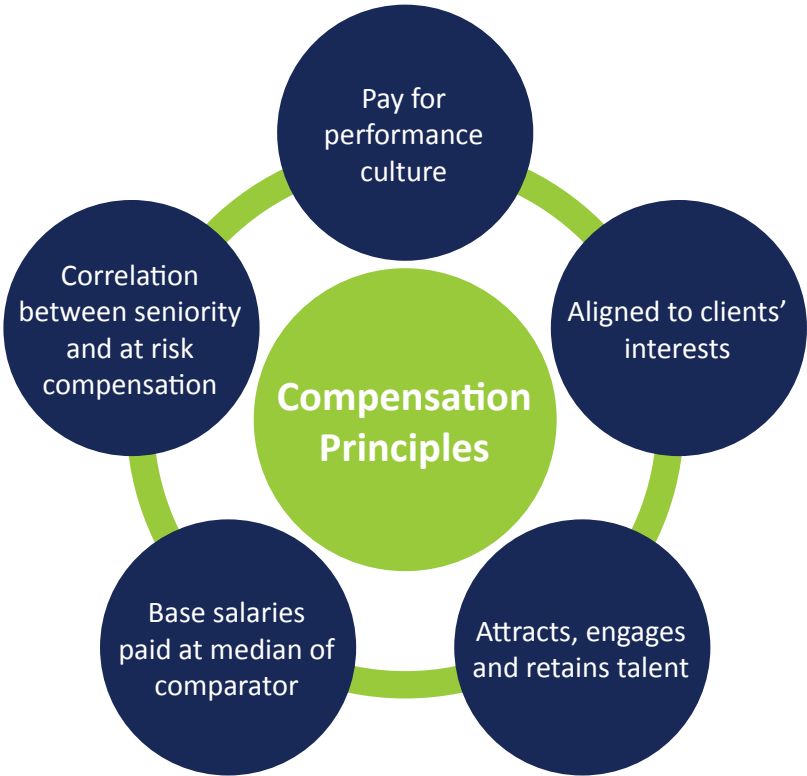 Pay for
performance
culture
Correlation
between seniority
and at risk
compensation
Aligned to clients’
interests
Compensation
Principles
Base salaries
paid at median of
comparator
Attracts, engages
and retains talent